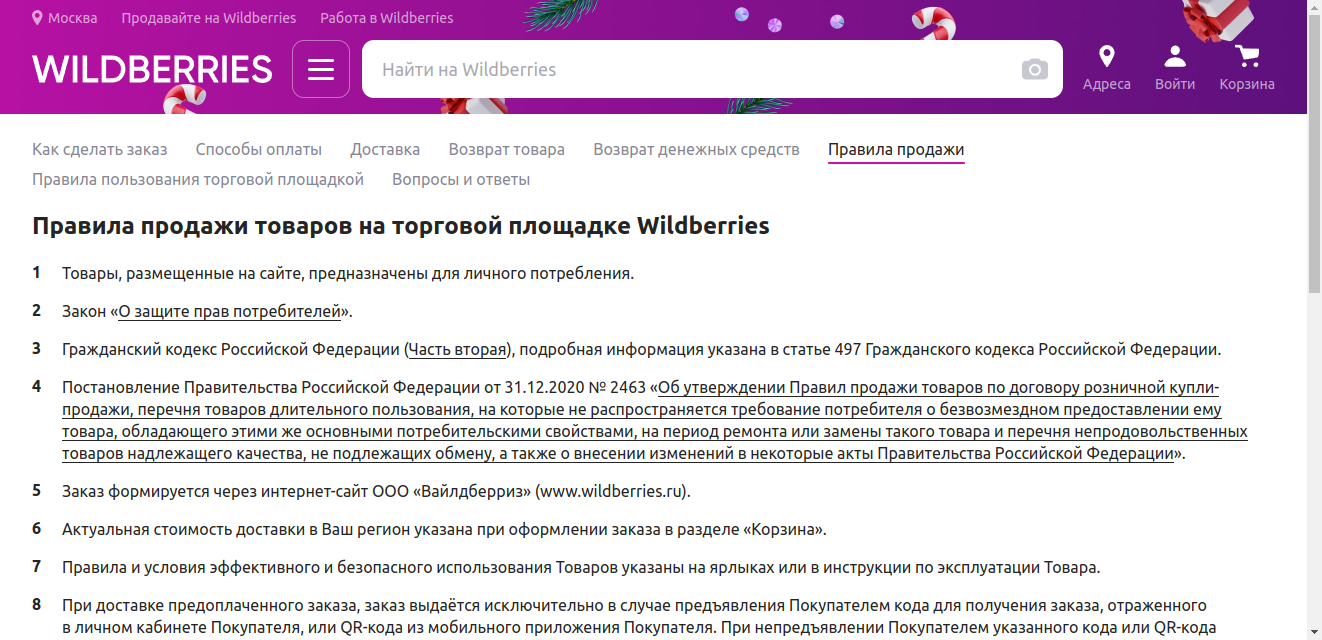 Москва Продавайте на Wildberries Работа в Wildberries
WILDBERRIES
Найти на Wildberries
Адреса Войти Корзина
Как сделать заказ Способы оплаты Доставка Возврат товара Возврат денежных средств Правила продажи
Правила пользования торговой площадкой Вопросы и ответы
Правила продажи товаров на торговой площадке Wildberries
1 Товары, размещенные на сайте, предназначены для личного потребления.
2 Закон «О защите прав потребителей».
3 Гражданский кодекс Российской Федерации (Часть вторая), подробная информация указана в статье 497 Гражданского кодекса Российской Федерации.
4 Постановление Правительства Российской Федерации от 31.12.2020 № 2463 «Об утверждении Правил продажи товаров по договору розничной купли-
продажи, перечня товаров длительного пользования, на которые не распространяется требование потребителя о безвозмездном предоставлении ему
товара, обладающего этими же основными потребительскими свойствами, на период ремонта или замены такого товара и перечня непродовольственных
товаров надлежащего качества, не подлежащих обмену, а также о внесении изменений в некоторые акты Правительства Российской Федерации».
5 Заказ формируется через интернет-сайт ООО «Вайлдберриз» (www.wildberries.ru).
6 Актуальная стоимость доставки в Ваш регион указана при оформлении заказа в разделе «Корзина».
7 Правила и условия эффективного и безопасного использования Товаров указаны на ярлыках или в инструкции по эксплуатации Товара.
8 При доставке предоплаченного заказа, заказ выдаётся исключительно в случае предъявления Покупателем кода для получения заказа, отраженного
в личном кабинете Покупателя, или QR-кода из мобильного приложения Покупателя. При непредъявлении Покупателем указанного кода или QR-кода